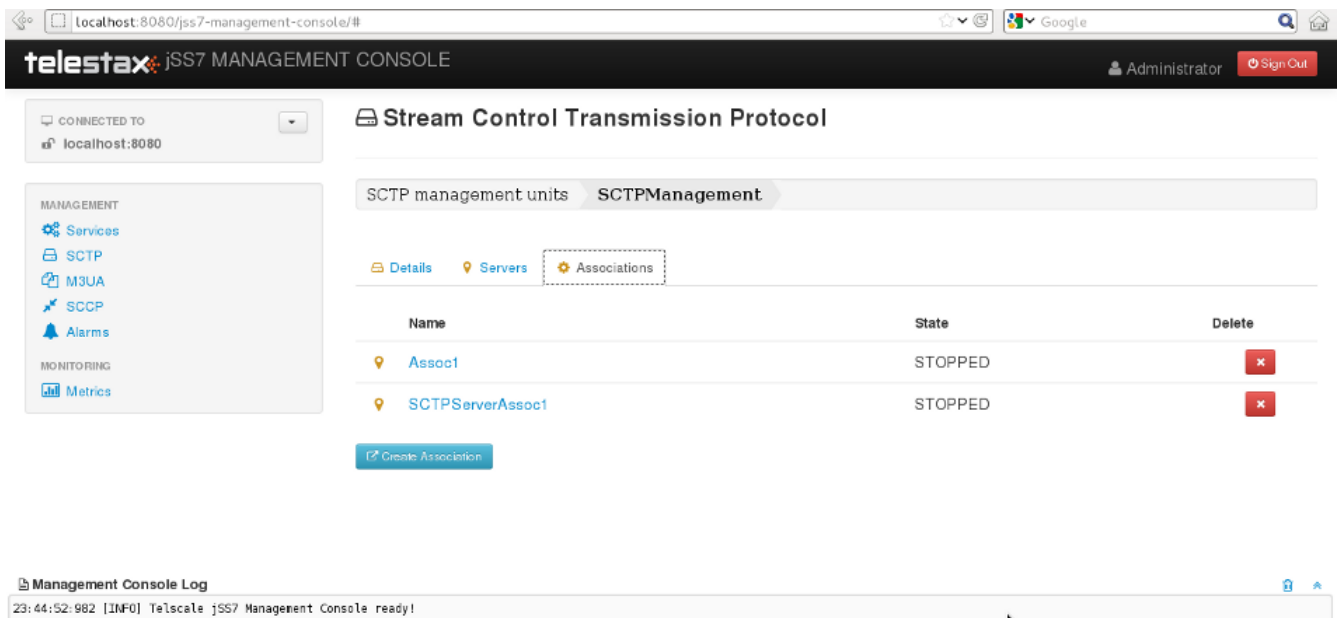 localhost:8080/jss7-management-console/#
Google
telestax jSS7 MANAGEMENT CONSOLE
Administrator
Sign Out
CONNECTED TO
localhost:8080
Stream Control Transmission Protocol
SCTP management units SCTPManagement
MANAGEMENT
Services
SCTP
M3UA
SCCP
Alarms
MONITORING
Metrics
Details Servers Associations
Name State Delete
Assoc1 STOPPED
SCTPServerAssoc1 STOPPED
Create Association
Management Console Log
23:44:52:982 [INFO] Telscale jSS7 Management Console ready!